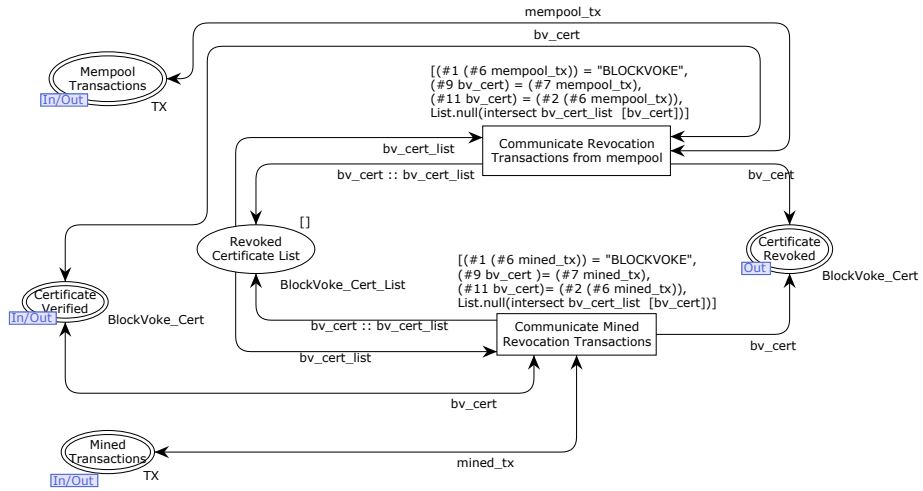 mempool_tx
bv_cert
Mempool
Transactions
In/Out
TX
[(#1 (#6 mempool_tx)) = "BLOCKVOKE",
(#9 bv_cert) = (#7 mempool_tx),
(#11 bv_cert) = (#2 (#6 mempool_tx)),
List.null(intersect bv_cert_list  [bv_cert])]
Communicate Revocation
Transactions from mempool
bv_cert_list
bv_cert :: bv_cert_list
bv_cert
[]
Revoked
Certificate List
BlockVoke_Cert_List
Certificate
Revoked
Out
BlockVoke_Cert
[(#1 (#6 mined_tx)) = "BLOCKVOKE",
(#9 bv_cert )= (#7 mined_tx),
(#11 bv_cert)= (#2 (#6 mined_tx)),
List.null(intersect bv_cert_list  [bv_cert])]
Certificate
Verified
In/Out
BlockVoke_Cert
bv_cert :: bv_cert_list
Communicate Mined
Revocation Transactions
bv_cert_list
bv_cert
bv_cert
Mined
Transactions
In/Out
TX
mined_tx